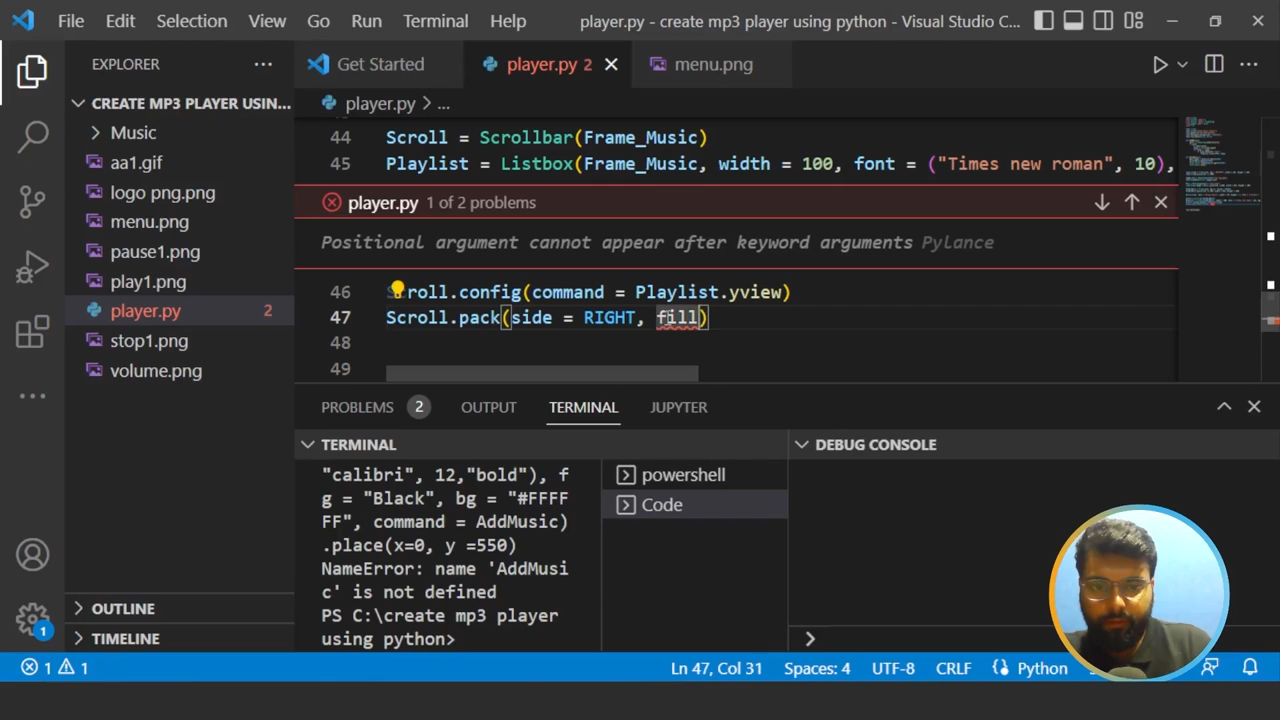 File Edit Selection View Go Run Terminal Help player.py - create mp3 player using python - Visual Studio C...
EXPLORER
Get Started player.py 2 menu.png
CREATE MP3 PLAYER USIN...
player.py > ...
Music
aa1.gif
logo png.png
menu.png
pause1.png
play1.png
player.py 2
stop1.png
volume.png
44 Scroll = Scrollbar(Frame_Music)
45 Playlist = Listbox(Frame_Music, width = 100, font = ("Times new roman", 10),
player.py 1 of 2 problems
Positional argument cannot appear after keyword arguments Pylance
46 roll.config(command = Playlist.yview)
47 Scroll.pack(side = RIGHT, fill)
48
49
PROBLEMS 2 OUTPUT TERMINAL JUPYTER
TERMINAL
"calibri", 12,"bold"), f
g = "Black", bg = "#FFFF
FF", command = AddMusic)
.place(x=0, y =550)
NameError: name 'AddMusi
c' is not defined
PS C:\create mp3 player
using python>
powershell
Code
DEBUG CONSOLE
>
OUTLINE
TIMELINE
1
1 1 Ln 47, Col 31 Spaces: 4 UTF-8 CRLF Python